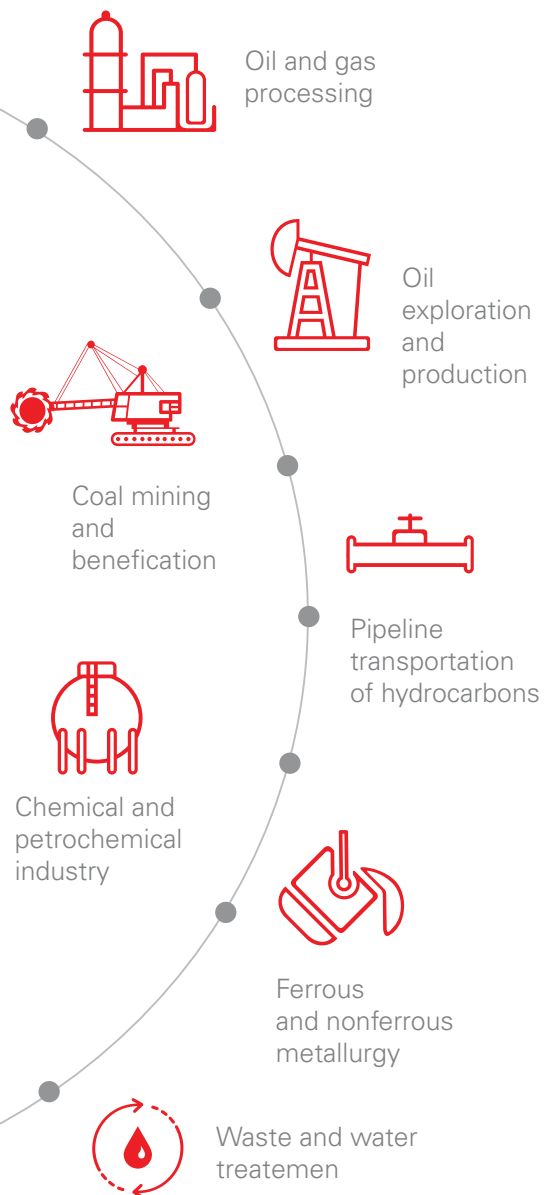 Oil and gas
processing
Oil
exploration
and
production
Coal mining
and
benefication
Pipeline
transportation
of hydrocarbons
Chemical and
petrochemical
industry
Ferrous
and nonferrous
metallurgy
Waste and water
treatemen